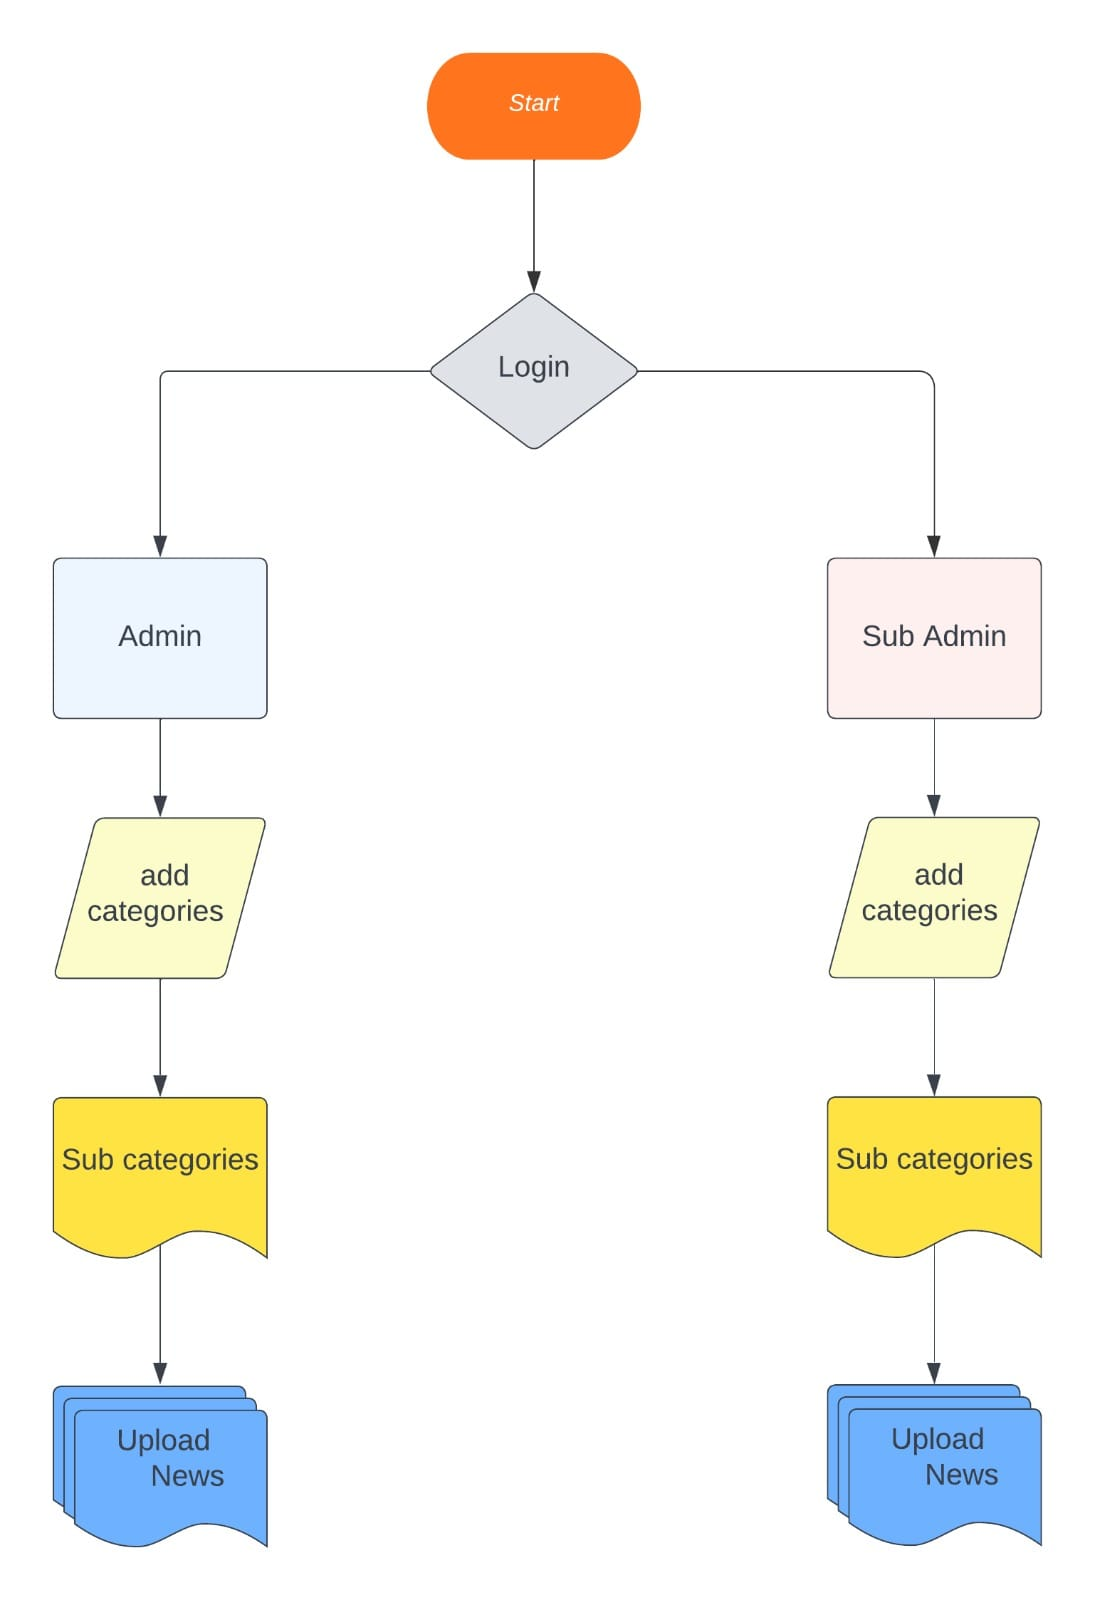 Start
Login
Admin
Sub Admin
add
categories
add
categories
Sub categories
Sub categories
Upload
News
Upload
News